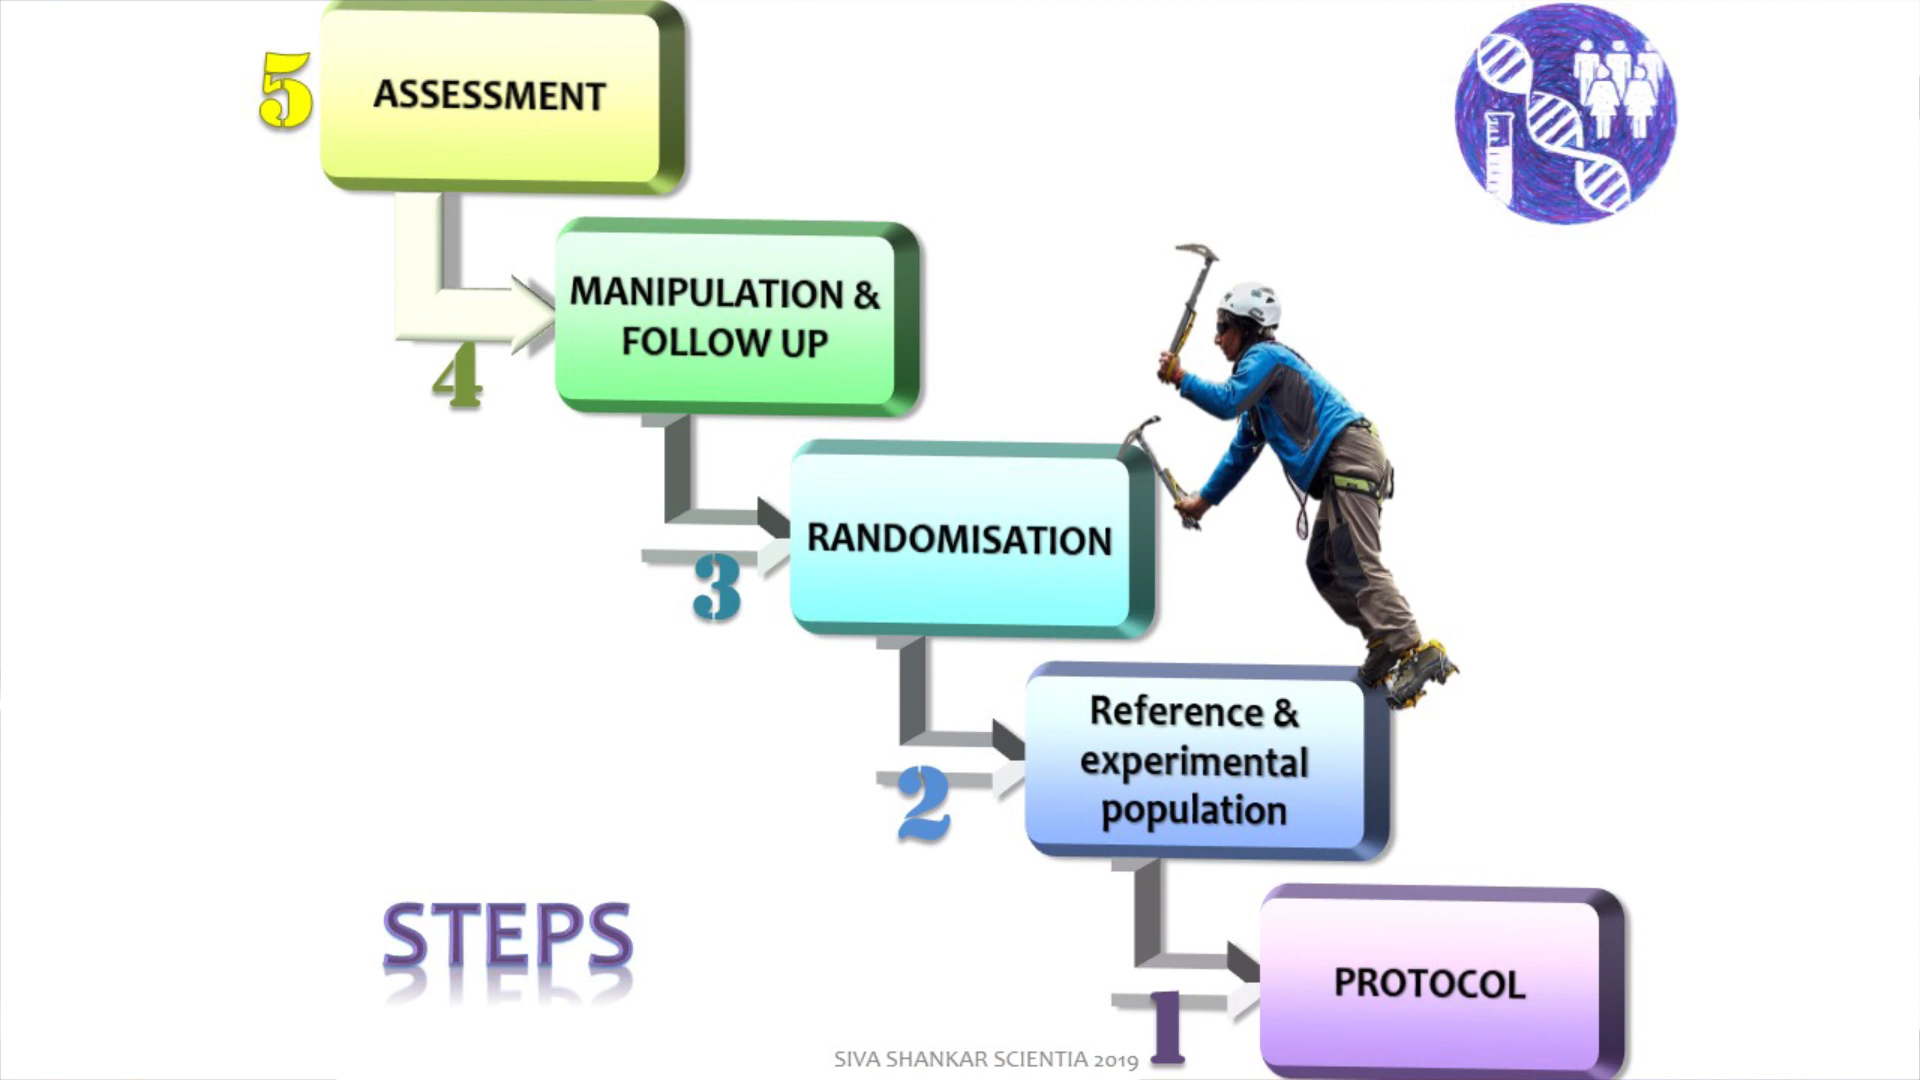 5
ASSESSMENT
MANIPULATION &
FOLLOW UP
4
RANDOMISATION
3
Reference &
experimental
population
2
STEPS
PROTOCOL
1
SIVA SHANKAR SCIENTIA 2019